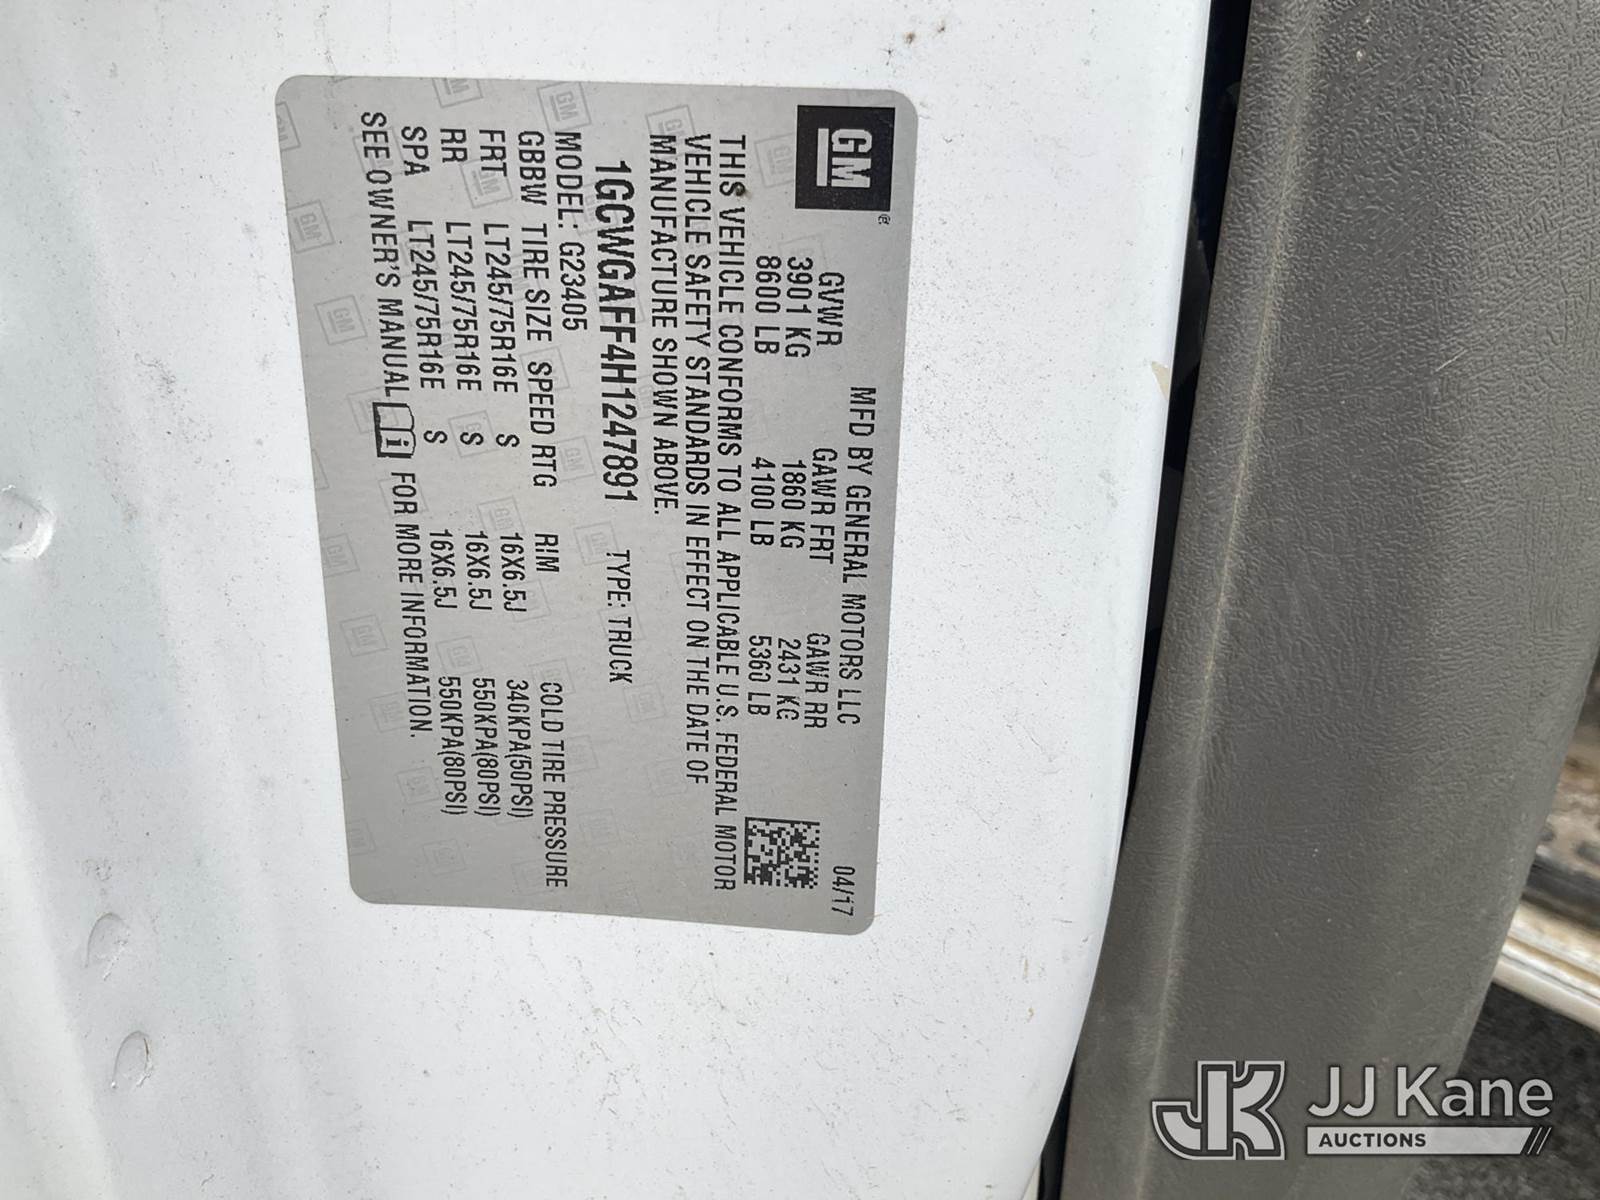 GM
MFD BY GENERAL MOTORS LLC 04/17
GVWR GAWR FRT GAWR RR
3901 KG 1860 KG 2431 KG
8600 LB 4100 LB 5360 LB
THIS VEHICLE CONFORMS TO ALL APPLICABLE U.S. FEDERAL MOTOR
VEHICLE SAFETY STANDARDS IN EFFECT ON THE DATE OF
MANUFACTURE SHOWN ABOVE.
1GCWGAFF4H1247891 TYPE: TRUCK
MODEL: G23405
GBBW TIRE SIZE SPEED RTG RIM COLD TIRE PRESSURE
FRT LT245/75R16E S 16X6.5J 340KPA(50PSI)
RR LT245/75R16E S 16X6.5J 550KPA(80PSI)
SPA LT245/75R16E S 16X6.5J 550KPA(80PSI)
SEE OWNER'S MANUAL i FOR MORE INFORMATION.
JK JJ Kane
AUCTIONS